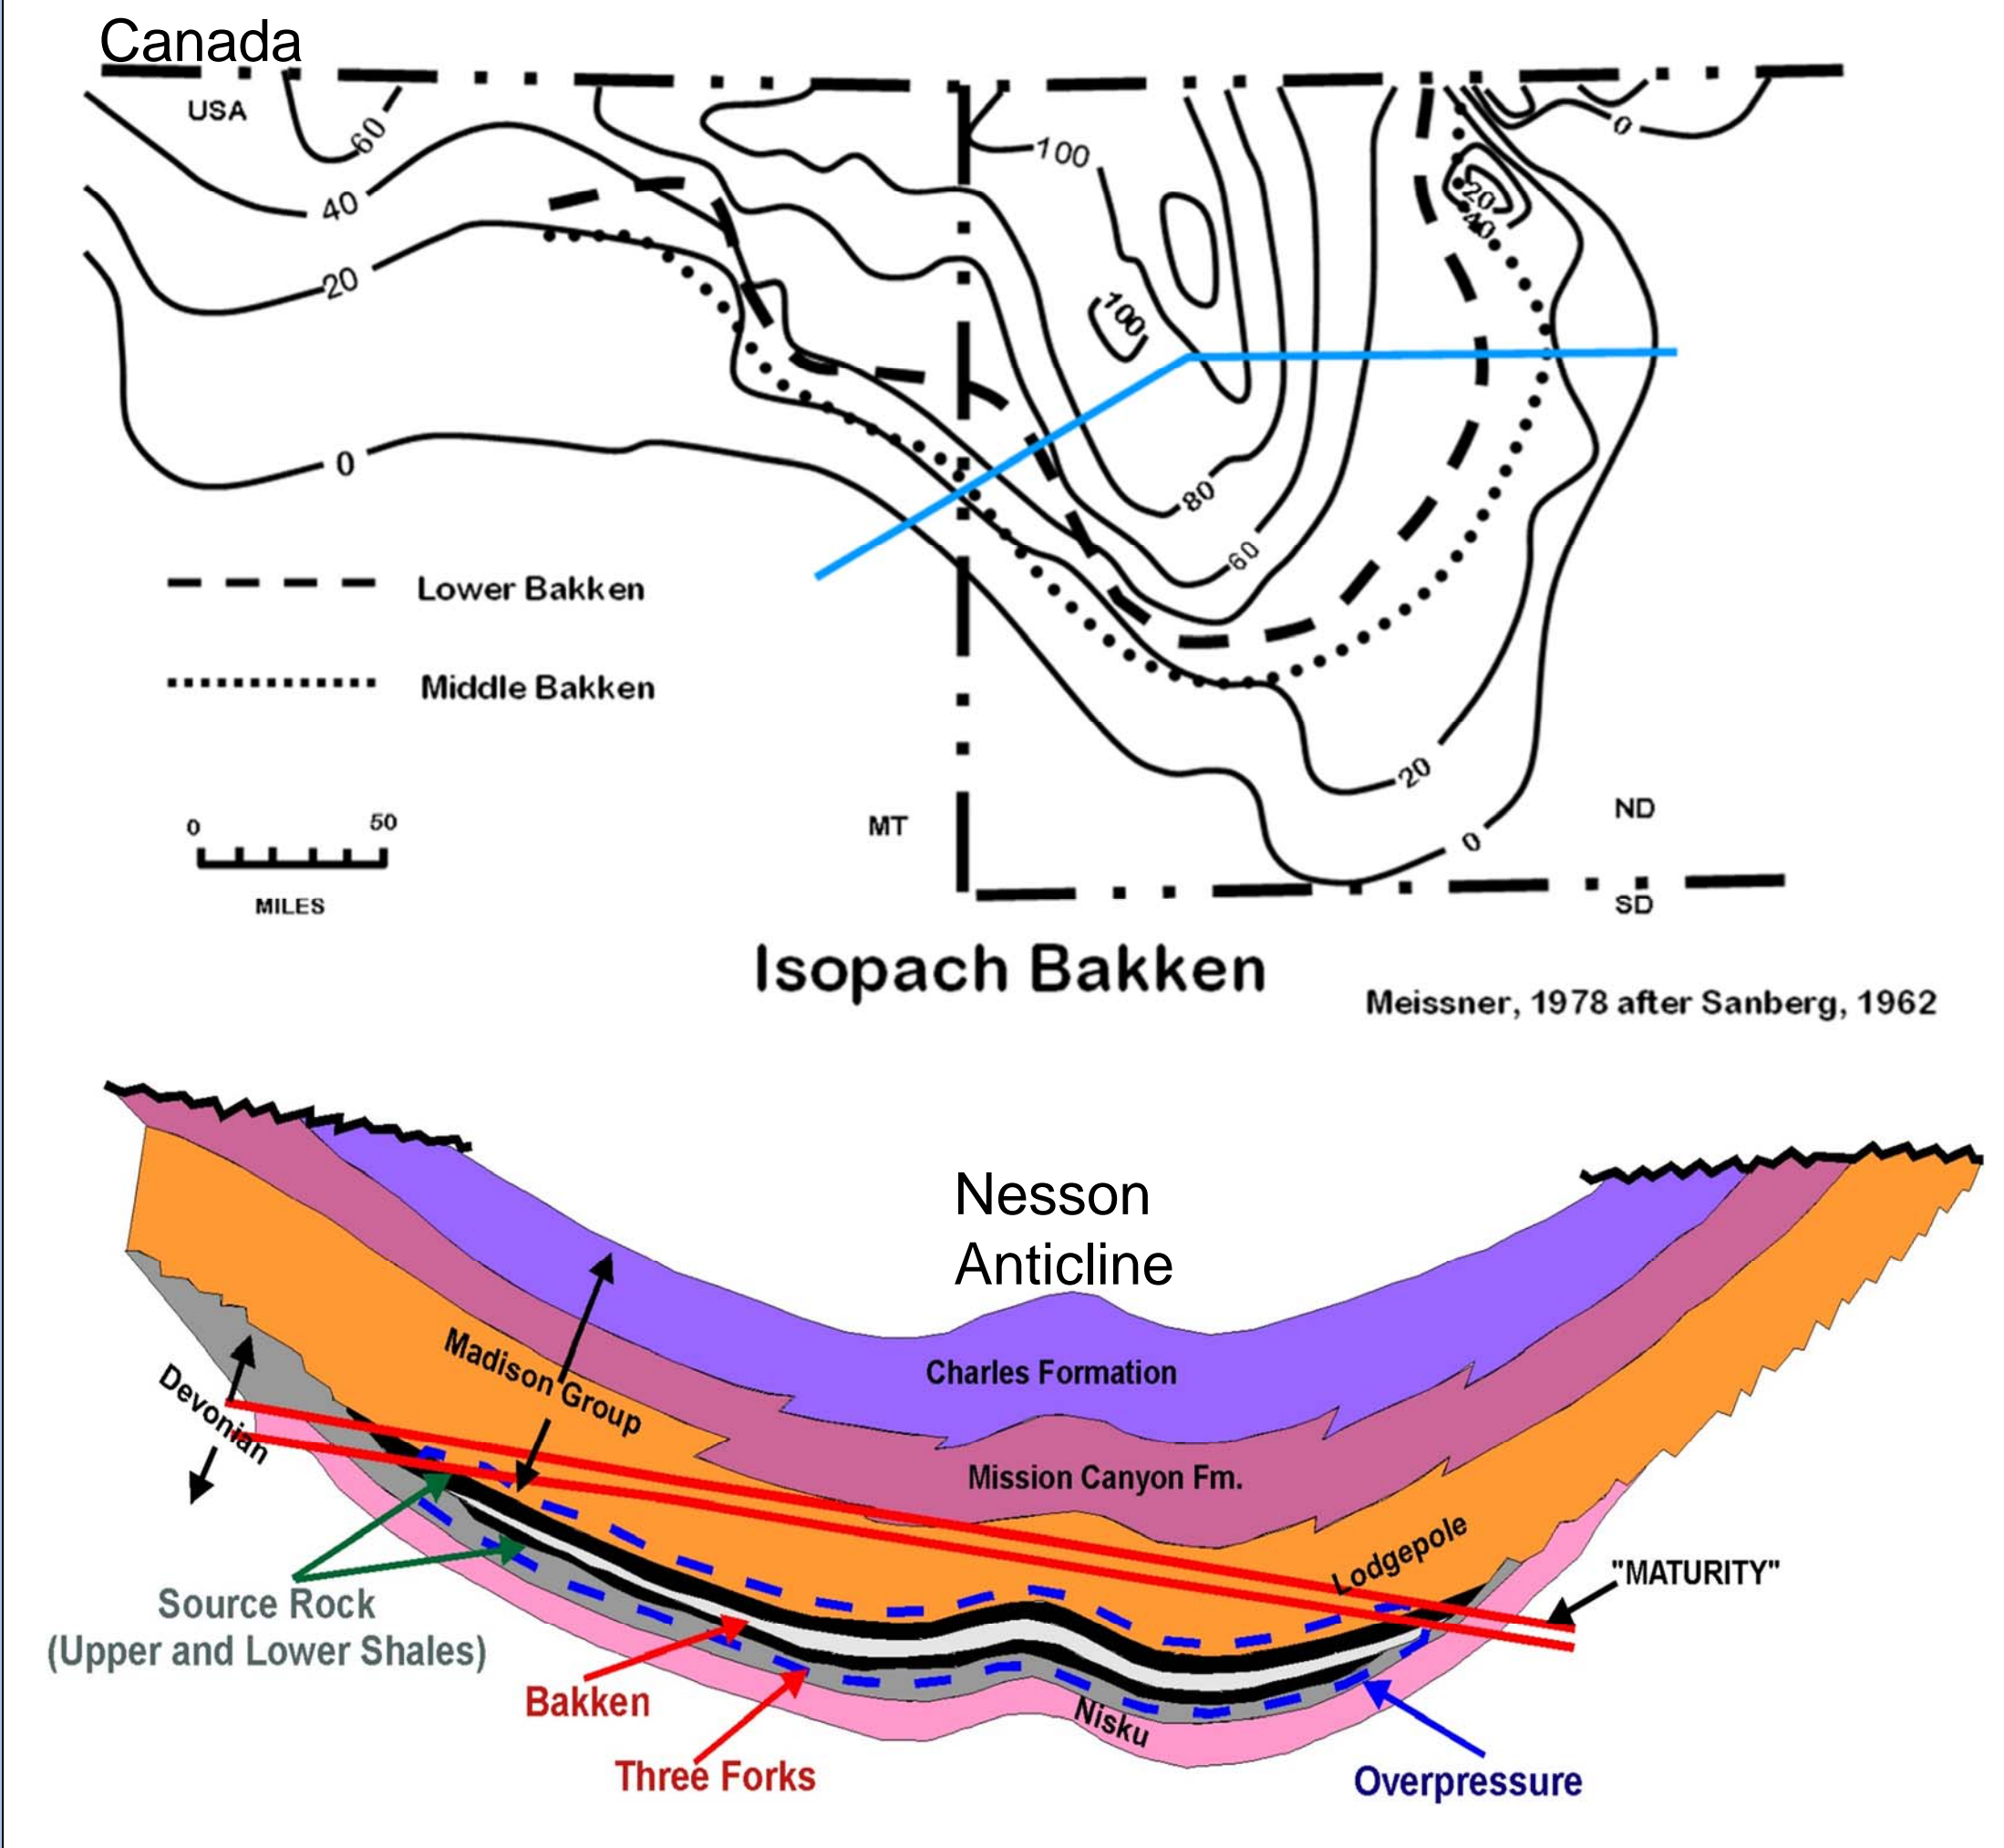 Canada
USA
60
40
20
0
100
100
80
60
20
40
0
20
0
Lower Bakken
Middle Bakken
0 50
MILES
MT
ND
SD
Isopach Bakken
Meissner, 1978 after Sanberg, 1962
Nesson
Anticline
Charles Formation
Madison Group
Mission Canyon Fm.
Devonian
Lodgepole
"MATURITY"
Source Rock
(Upper and Lower Shales)
Bakken
Nisku
Three Forks
Overpressure